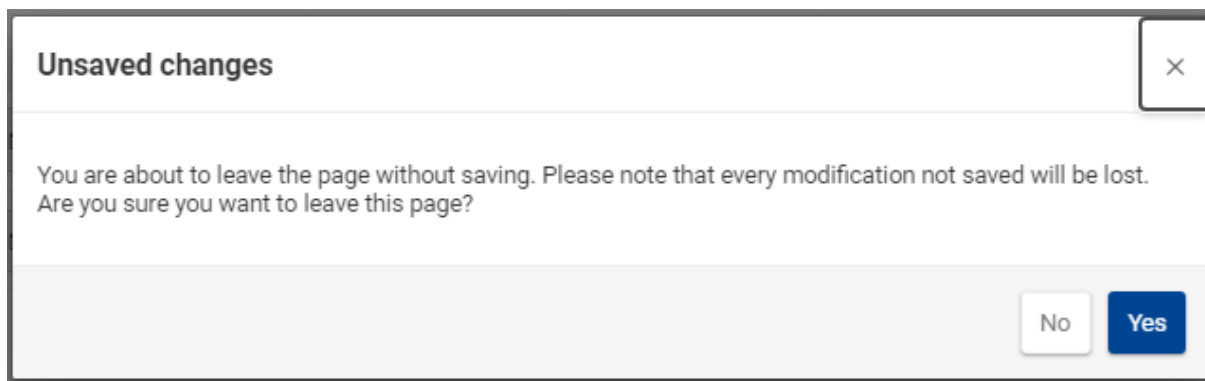 Unsaved changes
You are about to leave the page without saving. Please note that every modification not saved will be lost.
Are you sure you want to leave this page?
No
Yes